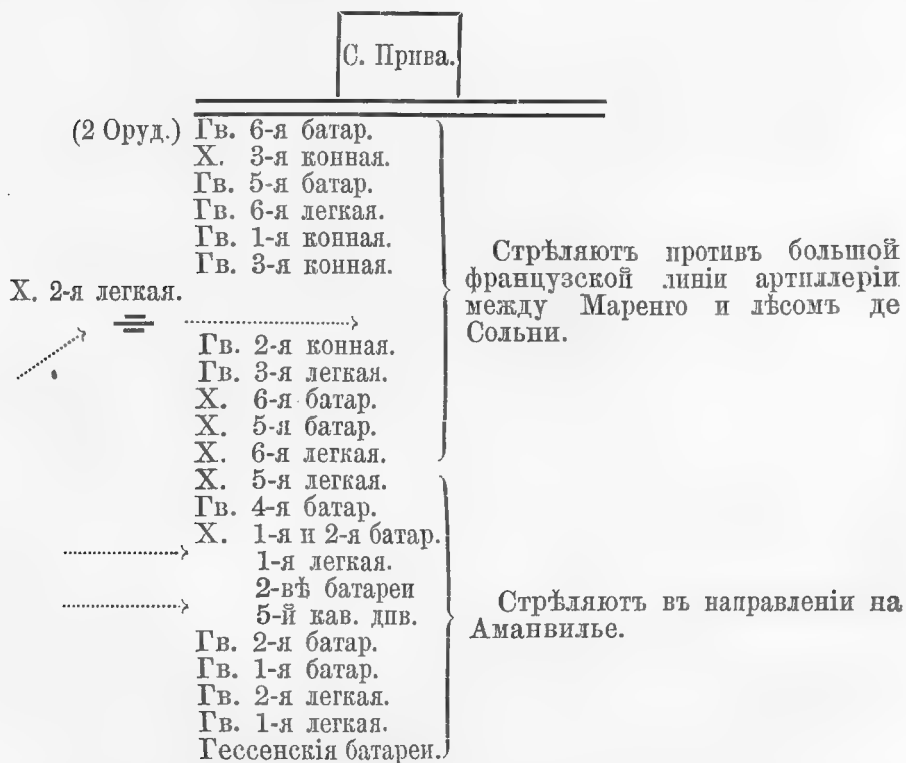 С. Прива.
(2 Оруд.) Гв. 6-я батар.
Х. 3-я конная.
Гв. 5-я батар.
Гв. 6-я легкая.
Гв. 1-я конная.
Гв. 3-я конная.
Стрѣляютъ противъ большой
французской линіи артиллеріи
между Маренго и лѣсомъ де
Сольни.
Х. 2-я легкая.
Гв. 2-я конная.
Гв. 3-я легкая.
Х. 6-я батар.
Х. 5-я батар.
Х. 6-я легкая.
Х. 5-я легкая.
Гв. 4-я батар.
Х. 1-я и 2-я батар.
1-я легкая.
2-вѣ батареи
5-й кав. див.
Стрѣляютъ въ направленіи на
Аманвилье.
Гв. 2-я батар.
Гв. 1-я батар.
Гв. 2-я легкая.
Гв. 1-я легкая.
Гессенскія батареи.